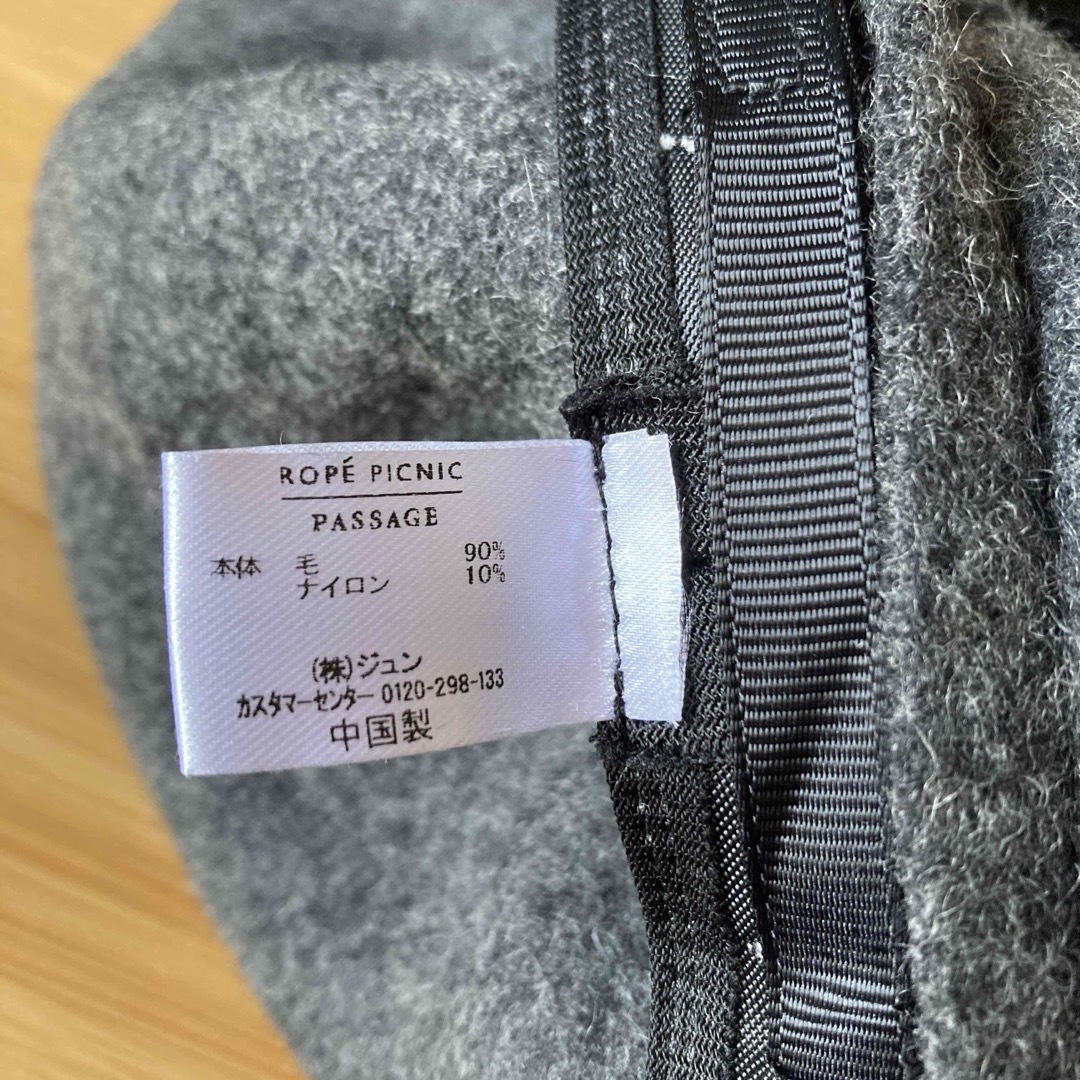 ROPÉ PICNIC
PASSAGE
本体 毛 90%
ナイロン 10%
(株)ジュン
カスタマーセンター 0120-298-133
中国製